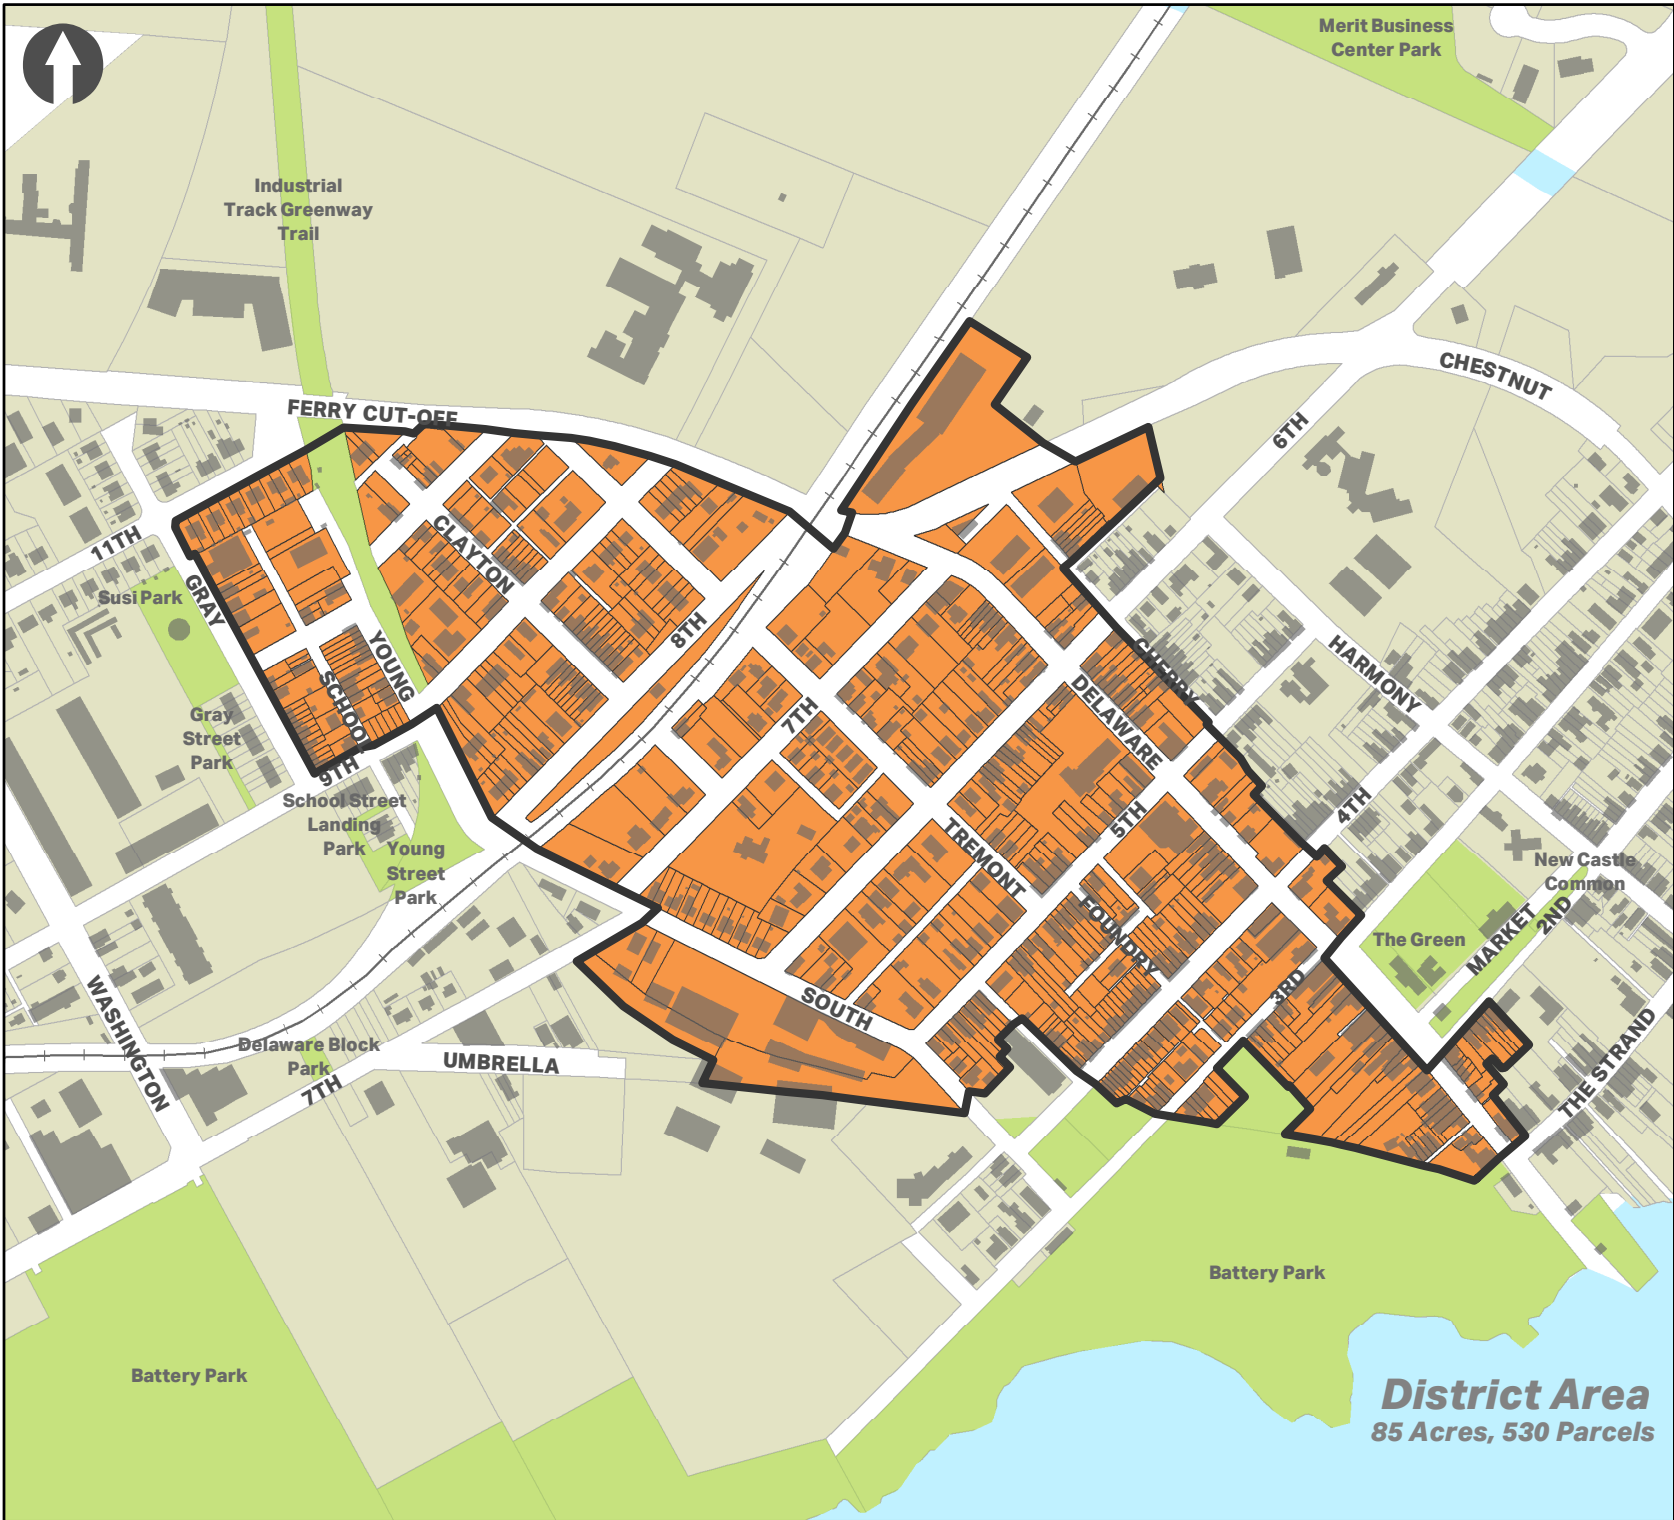 Merit Business
Center Park
Industrial
Track Greenway
Trail
CHESTNUT
FERRY CUT-OFF
6TH
11TH
CLAYTON
GRAY
Susi Park
8TH
YOUNG
SCHOOL
HARMONY
CHERRY
DELAWARE
7TH
Gray
Street
Park
9TH
School Street
Landing
Park
Young
Street
Park
5TH
4TH
TREMONT
New Castle
Common
FOUNDRY
The Green
MARKET
2ND
3RD
SOUTH
WASHINGTON
Delaware Block
Park
7TH
UMBRELLA
THE STRAND
Battery Park
Battery Park
District Area
85 Acres, 530 Parcels